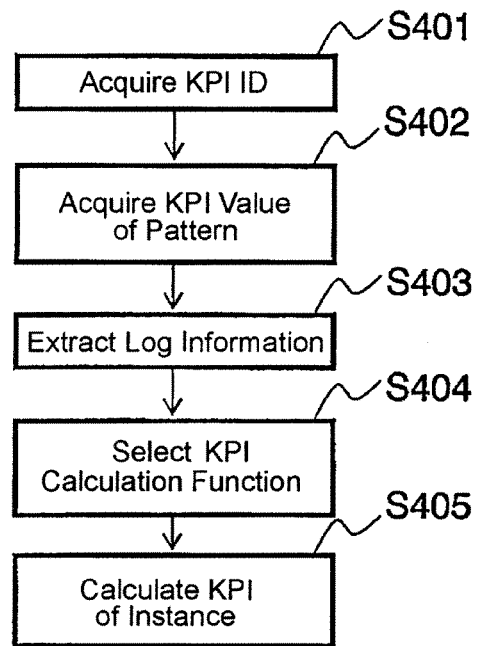 S401
Acquire KPI ID
S402
Acquire KPI Value
of Pattern
S403
Extract Log Information
S404
Select KPI
Calculation Function
S405
Calculate KPI
of Instance